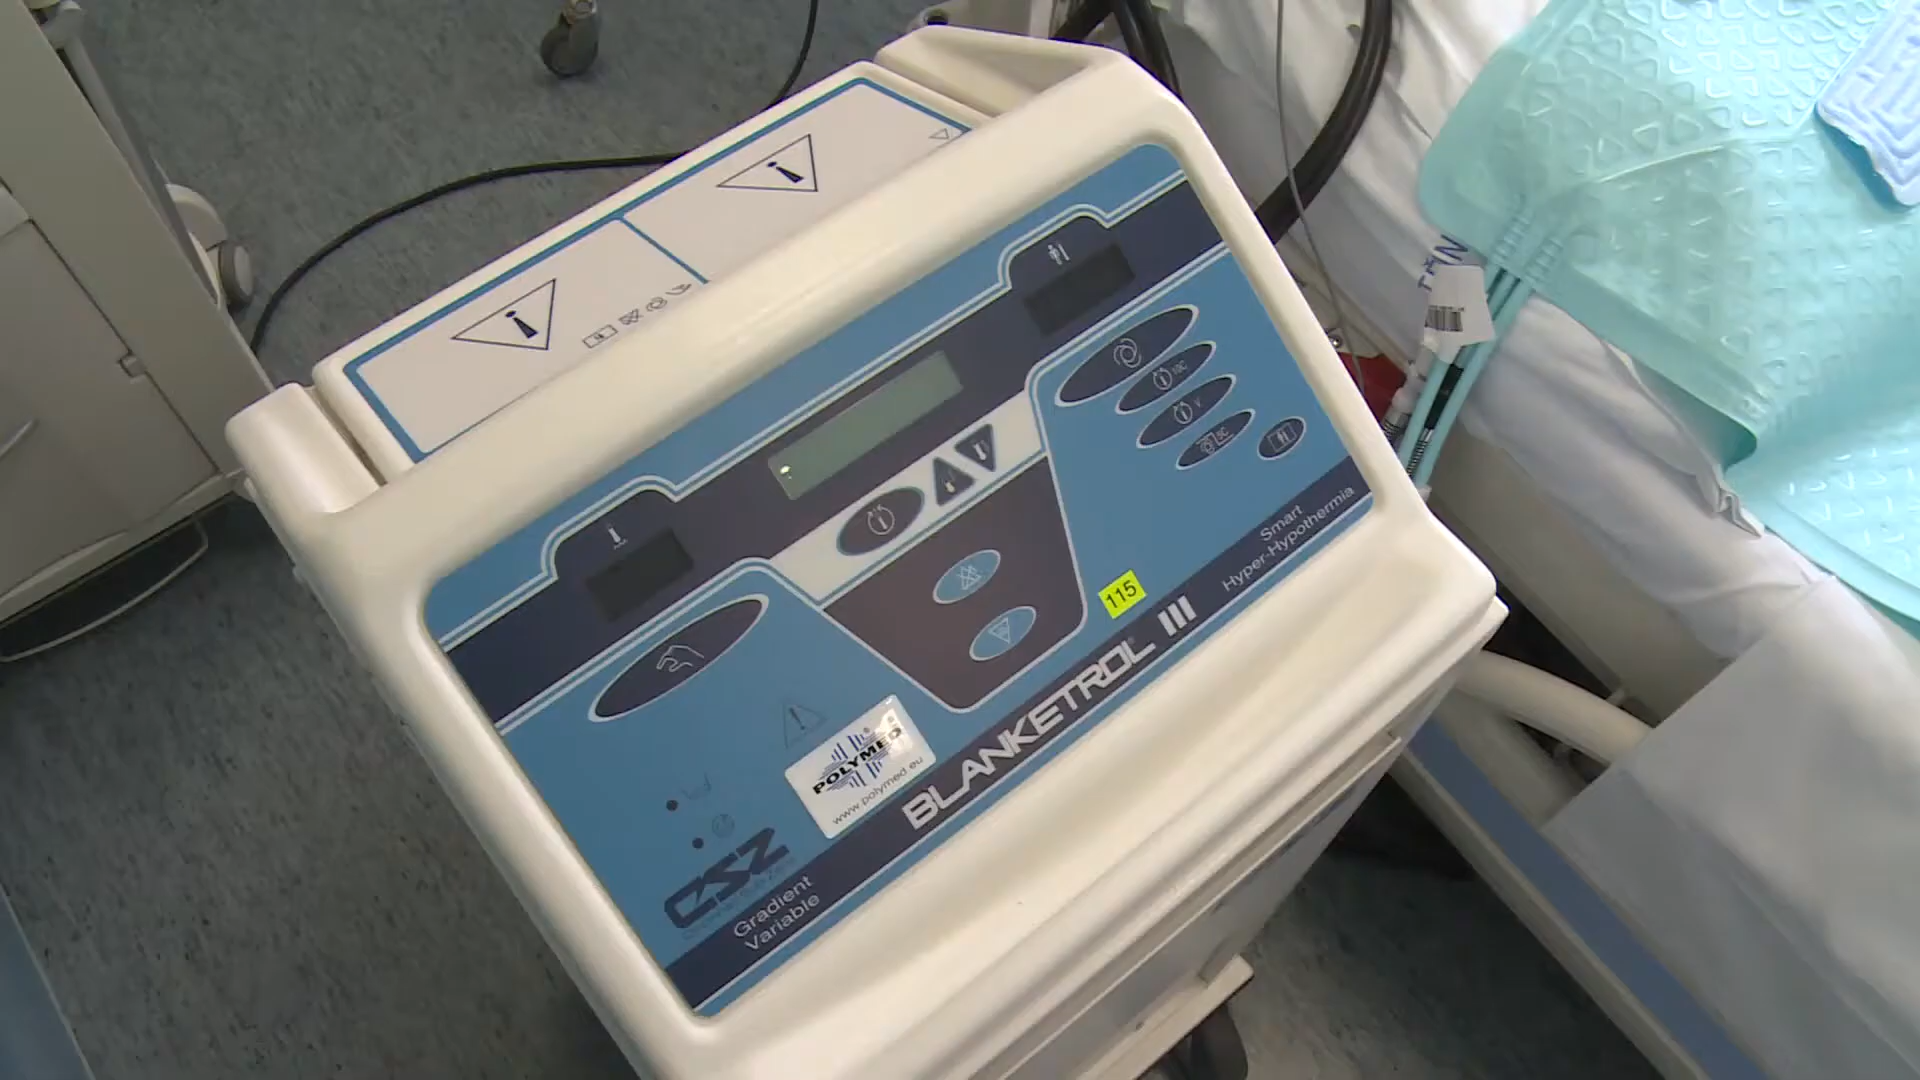 115
Smart
Hyper-Hypothermia
BLANKETROL® III
POLYMED®
www.polymed.eu
CSZ
Gradient
Variable